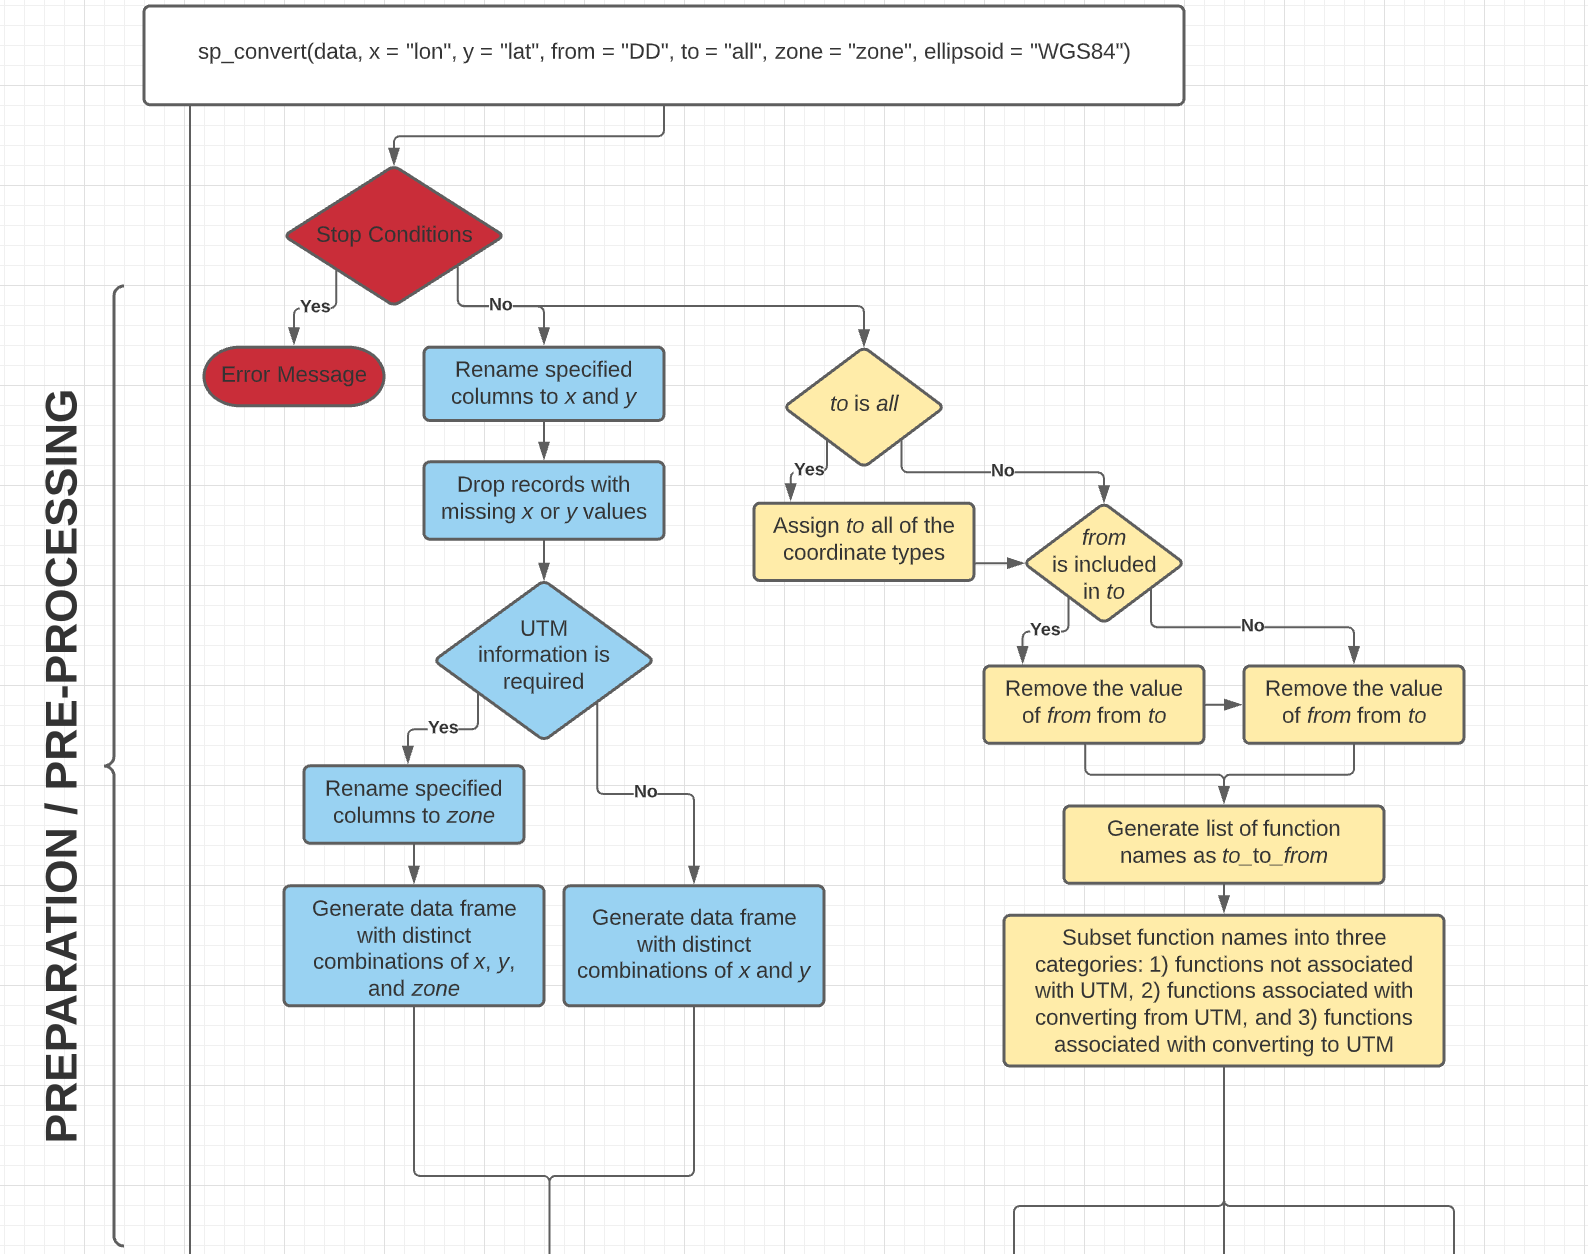 sp_convert(data, x = "lon", y = "lat", from = "DD", to = "all", zone = "zone", ellipsoid = "WGS84")
Stop Conditions
Yes
No
Error Message
Rename specified
columns to x and y
to is all
Drop records with
missing x or y values
Yes
No
Assign to all of the
coordinate types
from
is included
in to
UTM
information is
required
Yes
No
Remove the value
of from from to
Remove the value
of from from to
Yes
No
Rename specified
columns to zone
Generate list of function
names as to_to_from
Generate data frame
with distinct
combinations of x, y,
and zone
Generate data frame
with distinct
combinations of x and y
Subset function names into three
categories: 1) functions not associated
with UTM, 2) functions associated with
converting from UTM, and 3) functions
associated with converting to UTM
PREPARATION / PRE-PROCESSING